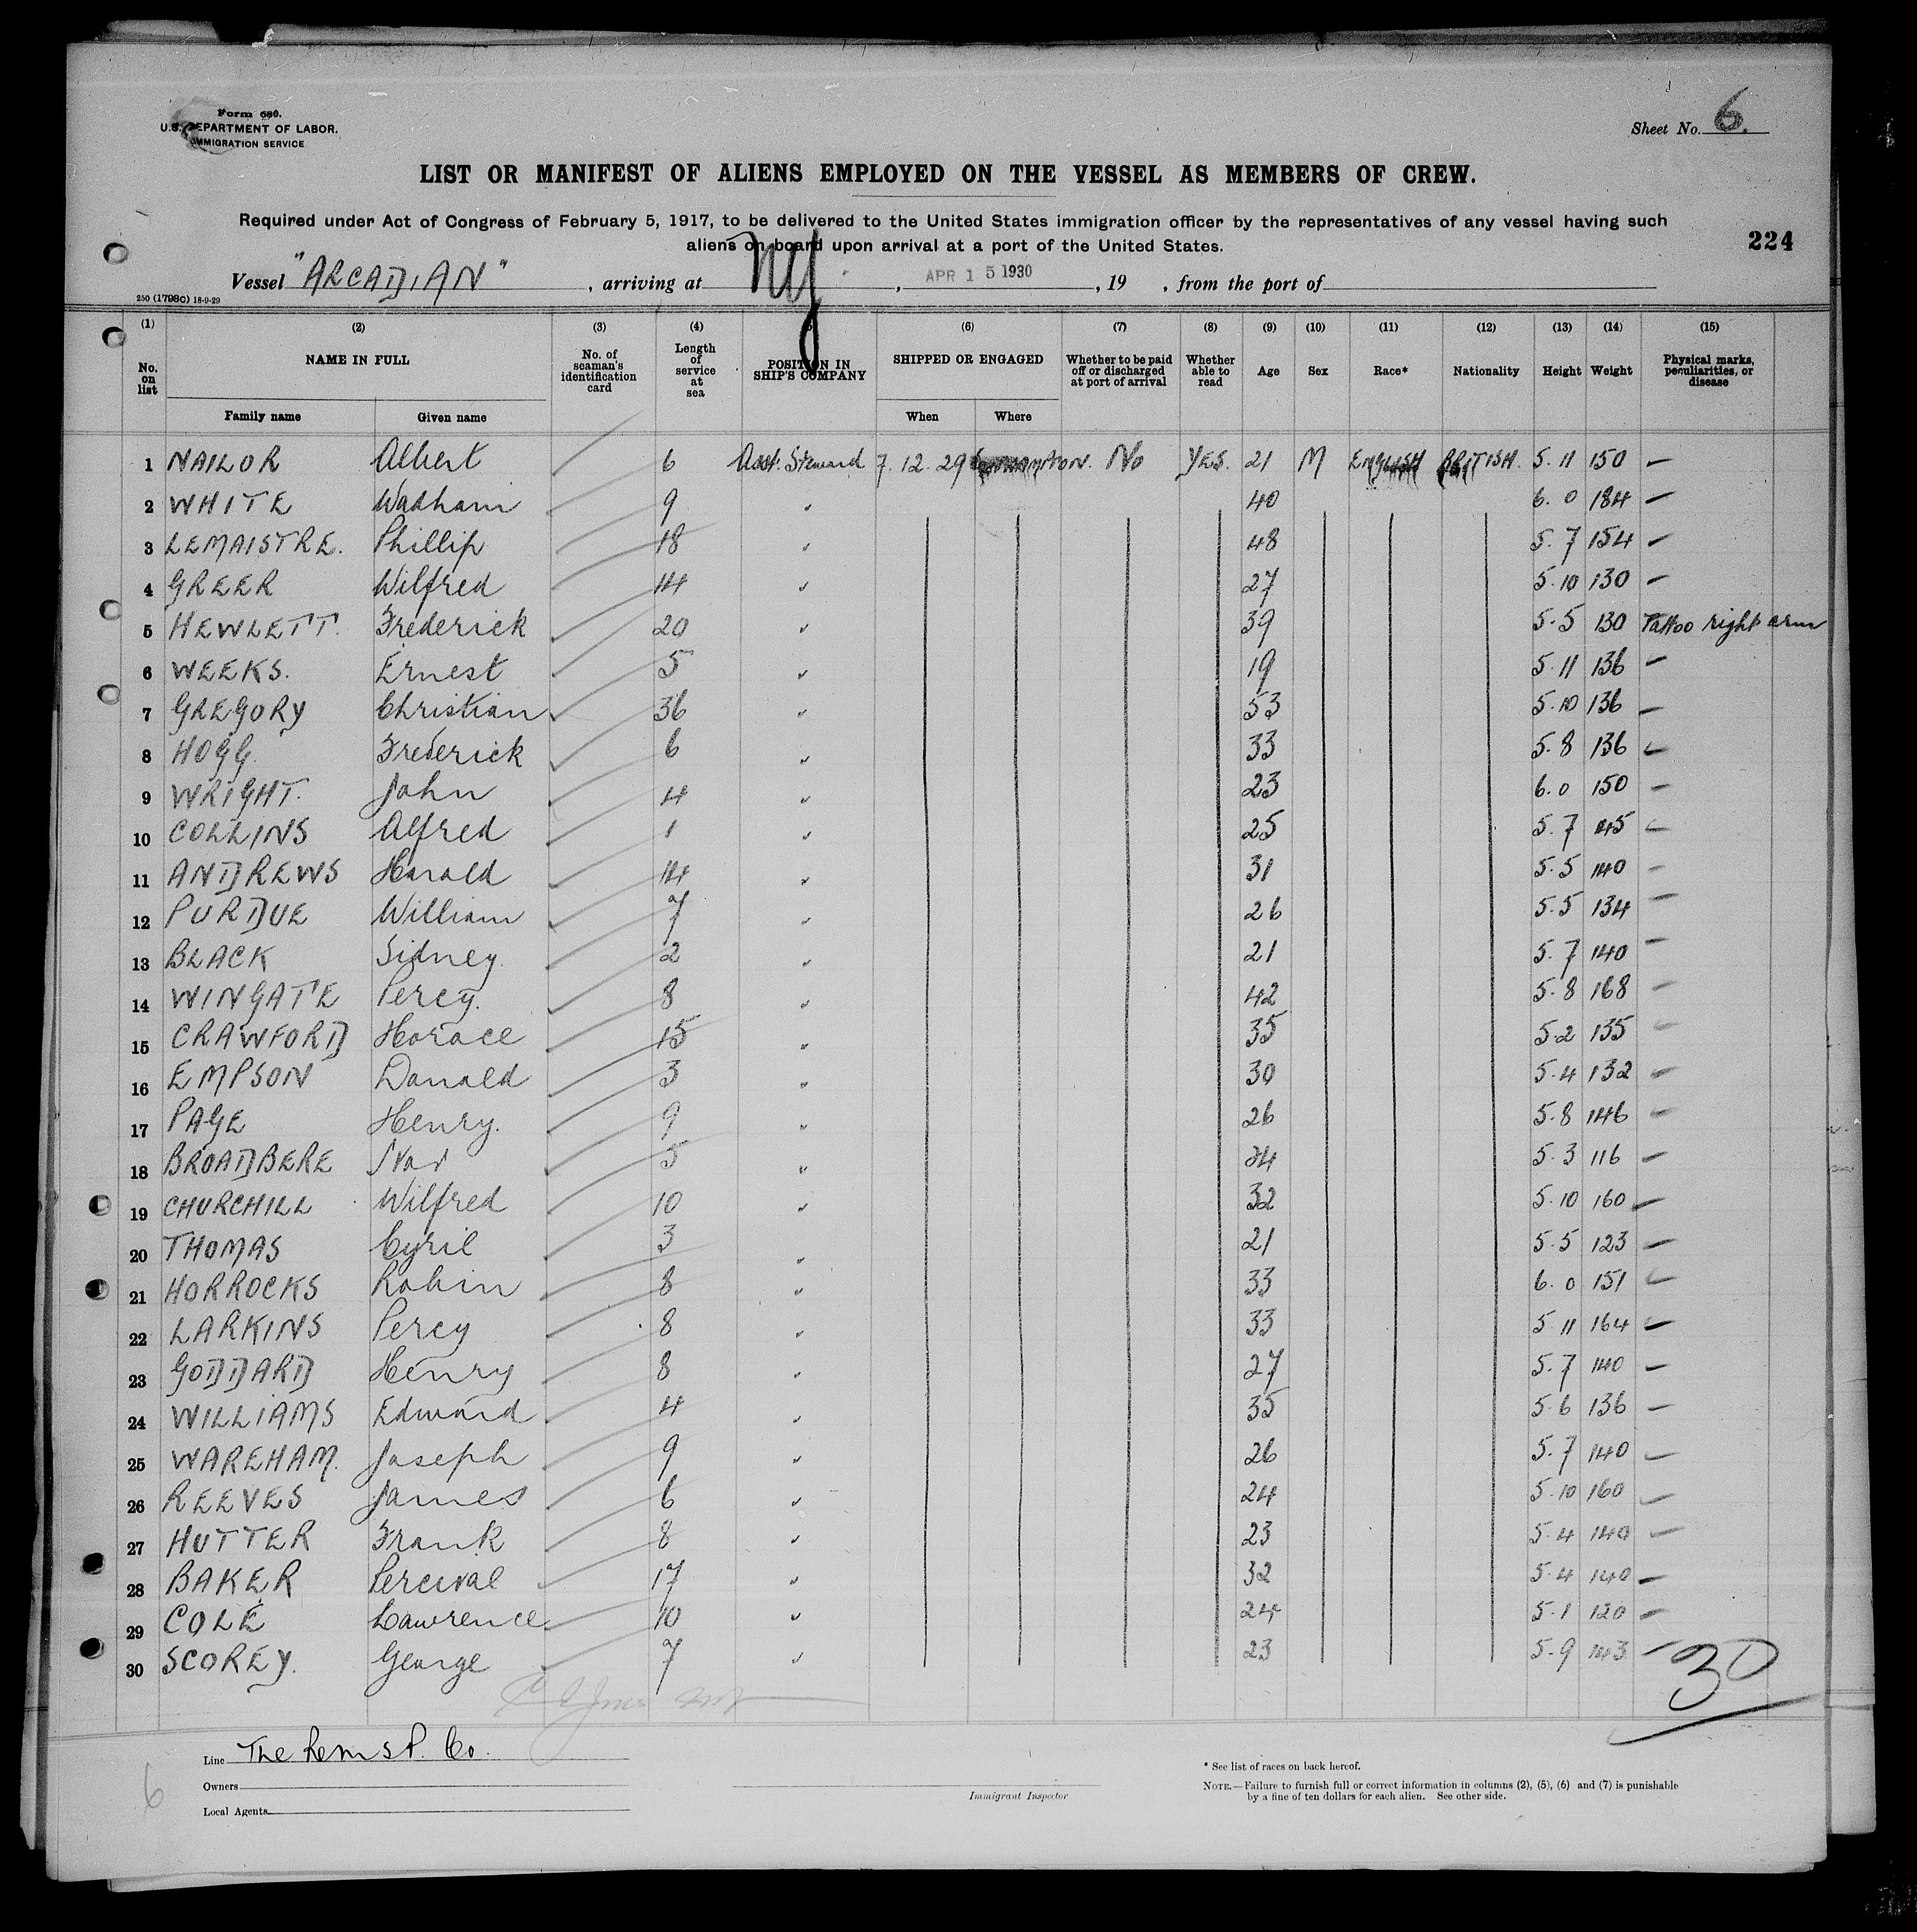 Form 680.
U.S. DEPARTMENT OF LABOR.
IMMIGRATION SERVICE
Sheet No. 6.
LIST OR MANIFEST OF ALIENS EMPLOYED ON THE VESSEL AS MEMBERS OF CREW.
Required under Act of Congress of February 5, 1917, to be delivered to the United States immigration officer by the representatives of any vessel having such
aliens on board upon arrival at a port of the United States.
224
Vessel "ARCADIAN", arriving at NY, APR 15 1930, 19 , from the port of
250 (1798C) 18-9-29
(1) (2) (3) (4) (6) (7) (8) (9) (10) (11) (12) (13) (14) (15)
No. on list NAME IN FULL No. of seaman's identification card Length of service at sea POSITION IN SHIP'S COMPANY SHIPPED OR ENGAGED Whether to be paid off or discharged at port of arrival Whether able to read Age Sex Race* Nationality Height Weight Physical marks, peculiarities, or disease
Family name Given name When Where
1 NAILOR Albert 6 Asst. Steward 7.12.29 SOUTHAMPTON. No YES. 21 M ENGLISH BRITISH. 5.11 150 —
2 WHITE Wadham 9 " 40 6.0 184 —
3 LEMAISTRE. Phillip 18 " 48 5.7 154 —
4 GREER Wilfred 14 " 27 5.10 130 —
5 HEWLETT. Frederick 20 " 39 5.5 130 Tattoo right arm
6 WEEKS. Ernest 5 " 19 5.11 136 —
7 GREGORY Christian 36 " 53 5.10 136 —
8 HOGG. Frederick 6 " 33 5.8 136 —
9 WRIGHT. John 4 " 23 6.0 150 —
10 COLLINS Alfred 1 " 25 5.7 145 —
11 ANDREWS Harold 14 " 31 5.5 140 —
12 PURDUE William 7 " 26 5.5 134 —
13 BLACK Sidney. 2 " 21 5.7 140 —
14 WINGATE Percy. 8 " 42 5.8 168 —
15 CRAWFORD Horace 15 " 35 5.2 135 —
16 EMPSON Donald 3 " 30 5.4 132 —
17 PAGE Henry. 9 " 26 5.8 146 —
18 BROADBERE Ivor 5 " 24 5.3 116 —
19 CHURCHILL Wilfred 10 " 32 5.10 160 —
20 THOMAS Cyril 3 " 21 5.5 123 —
21 HORROCKS Robin 8 " 33 6.0 151 —
22 LARKINS Percy 8 " 33 5.11 164 —
23 GODDARD Henry 8 " 27 5.7 140 —
24 WILLIAMS Edward 4 " 35 5.6 136 —
25 WAREHAM. Joseph 9 " 26 5.7 140 —
26 REEVES James 6 " 24 5.10 160 —
27 HUTTER Frank 8 " 23 5.4 140 —
28 BAKER Percival 17 " 32 5.4 140 —
29 COLE Lawrence 10 " 24 5.1 120 —
30 SCOREY. George 7 " 23 5.9 143 —
30
Line The R.M.S.P. Co.
Owners
Local Agents
6
Immigrant Inspector
* See list of races on back hereof.
NOTE.—Failure to furnish full or correct information in columns (2), (5), (6) and (7) is punishable
by a fine of ten dollars for each alien. See other side.